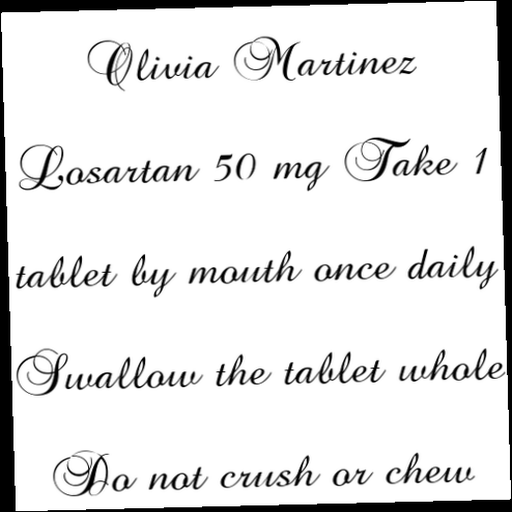 Olivia Martinez
Losartan 50 mg Take 1
tablet by mouth once daily
Swallow the tablet whole
Do not crush or chew